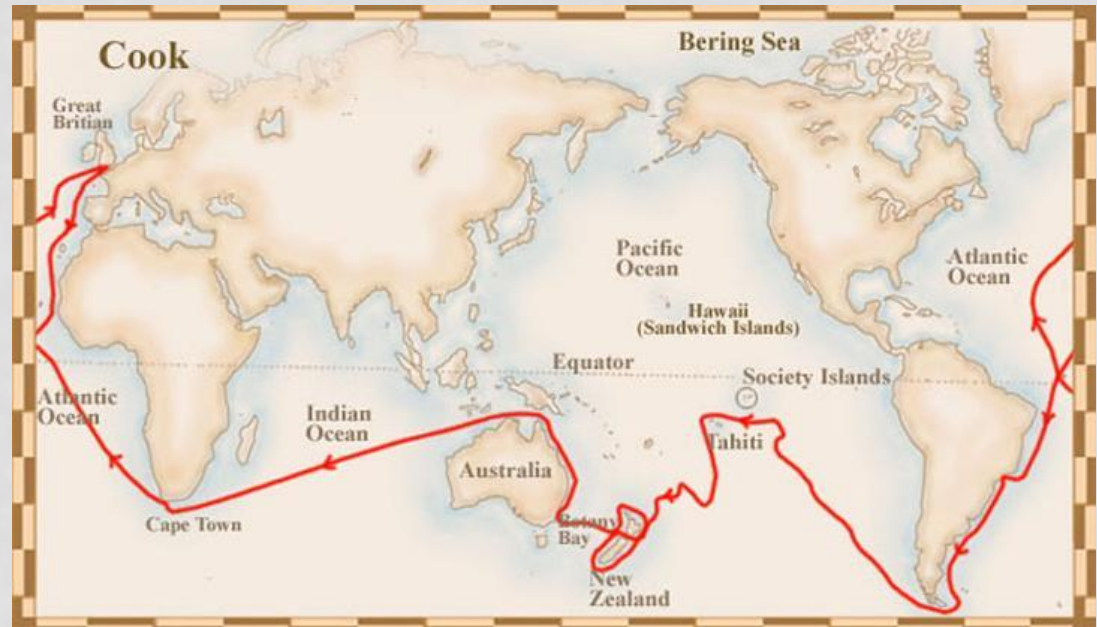 Cook
Bering Sea
Great
Britian
Pacific
Ocean
Atlantic
Ocean
Hawaii
(Sandwich Islands)
Equator
Society Islands
Atlantic
Ocean
Indian
Ocean
Tahiti
Australia
Botany
Bay
Cape Town
New
Zealand